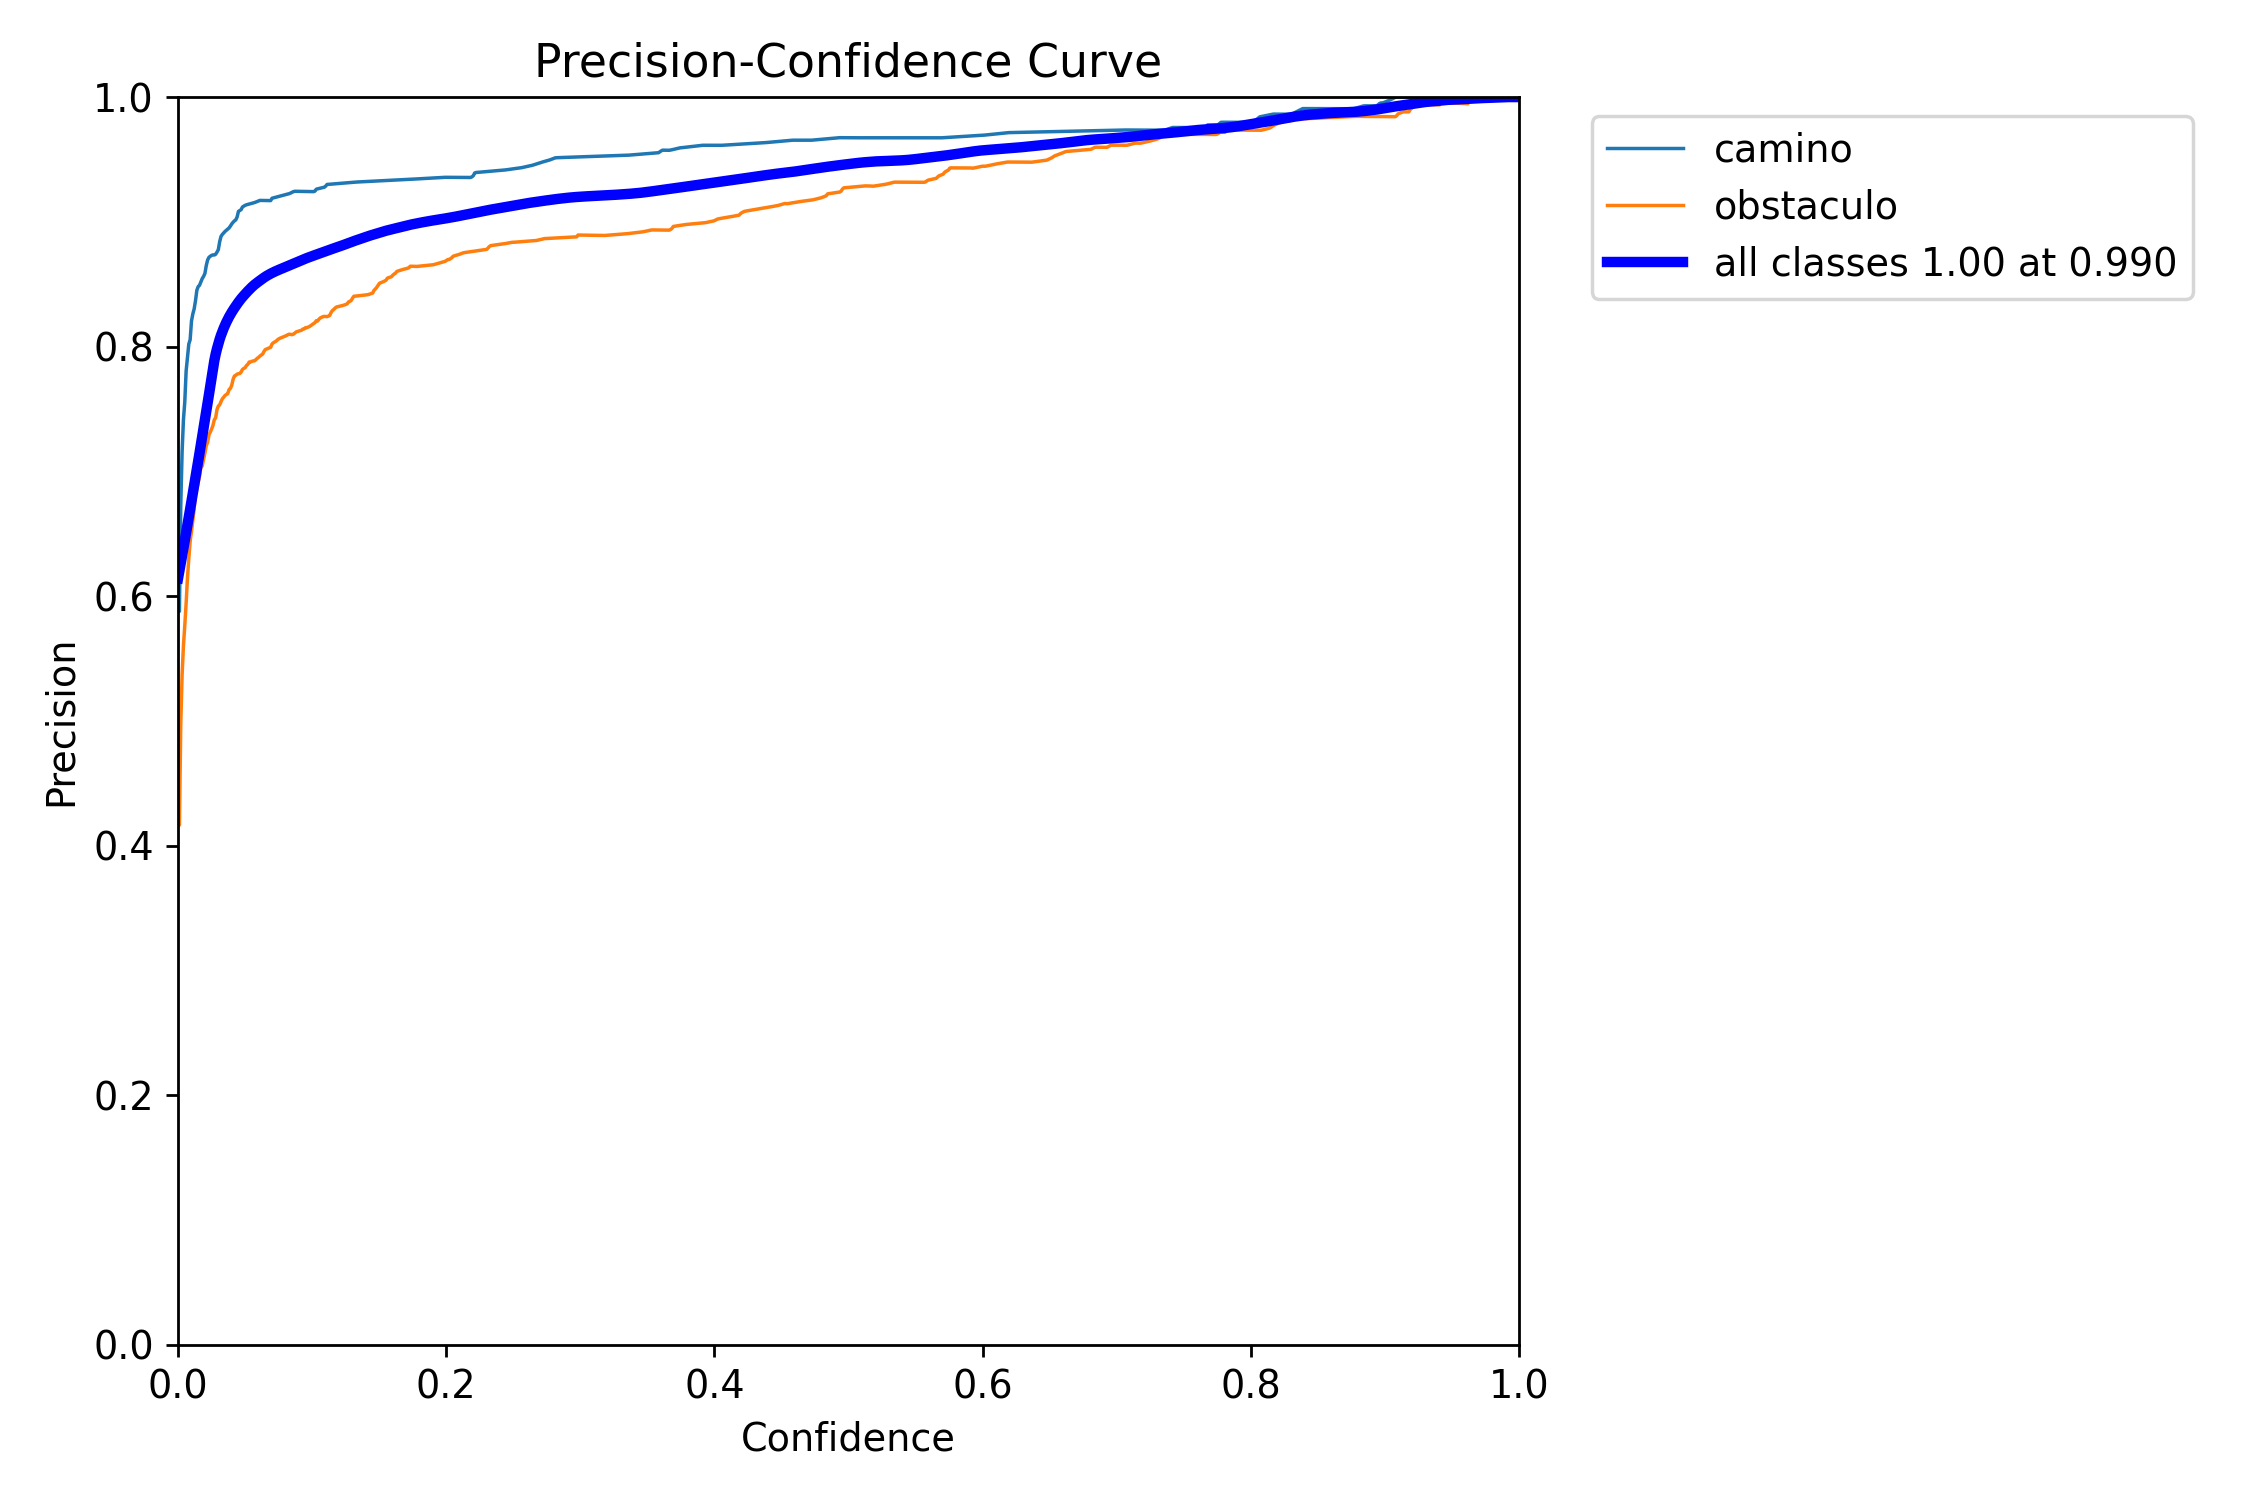 Precision-Confidence Curve
1.0
0.8
0.6
0.4
0.2
0.0
Precision
0.0 0.2 0.4 0.6 0.8 1.0
Confidence
camino
obstaculo
all classes 1.00 at 0.990